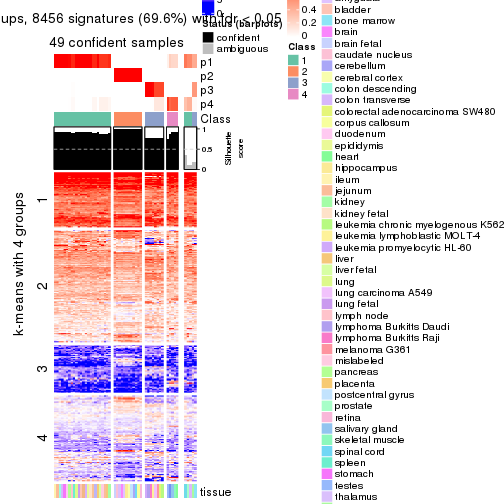 ups, 8456 signatures (69.6%) with fdr < 0.05
49 confident samples
p1
p2
p3
p4
Class
1
0.5
0
Silhouette
score
k-means with 4 groups
1
2
3
4
tissue
0
Status (barplots)
confident
ambiguous
0.4
0.2
0
Class
1
2
3
4
bladder
bone marrow
brain
brain fetal
caudate nucleus
cerebellum
cerebral cortex
colon descending
colon transverse
colorectal adenocarcinoma SW480
corpus callosum
duodenum
epididymis
heart
hippocampus
ileum
jejunum
kidney
kidney fetal
leukemia chronic myelogenous K562
leukemia lymphoblastic MOLT-4
leukemia promyelocytic HL-60
liver
liver fetal
lung
lung carcinoma A549
lung fetal
lymph node
lymphoma Burkitts Daudi
lymphoma Burkitts Raji
melanoma G361
mislabeled
pancreas
placenta
postcentral gyrus
prostate
retina
salivary gland
skeletal muscle
spinal cord
spleen
stomach
testes
thalamus